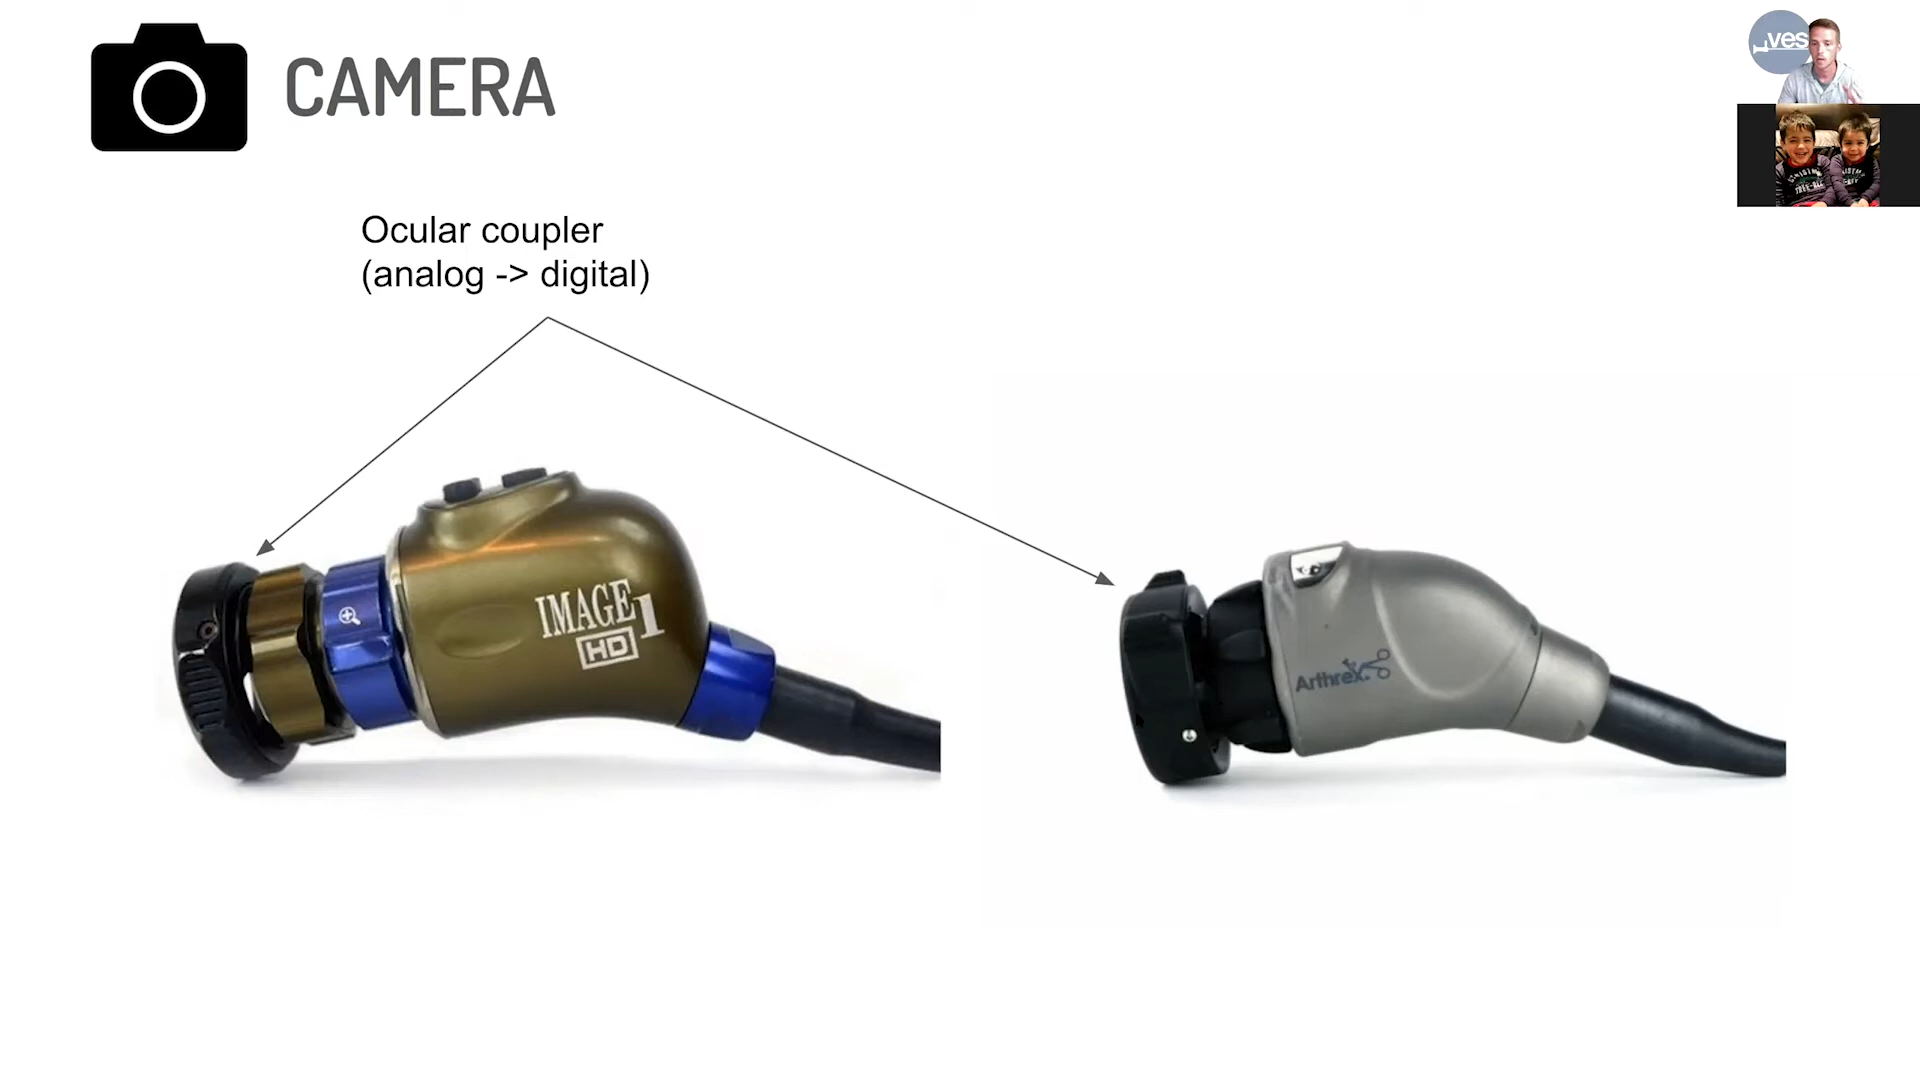 CAMERA
ves
Ocular coupler
(analog -> digital)
IMAGE1
HD
Arthrex